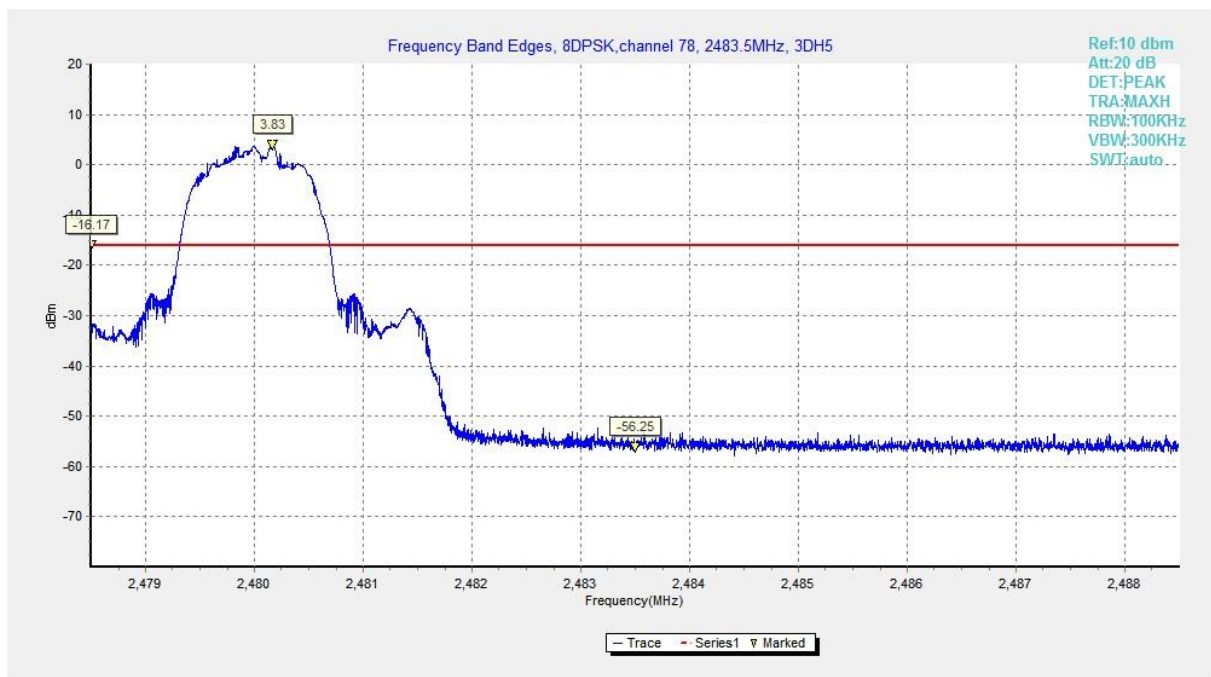 Frequency Band Edges, 8DPSK,channel 78, 2483.5MHz, 3DH5
Ref:10 dbm
Att:20 dB
DET:PEAK
TRA:MAXH
RBW:100KHz
VBW:300KHz
SWT:auto
20
10
0
-10
-20
-30
-40
-50
-60
-70
dBm
3.83
-16.17
-56.25
2,479 2,480 2,481 2,482 2,483 2,484 2,485 2,486 2,487 2,488
Frequency(MHz)
Trace Series1 Marked